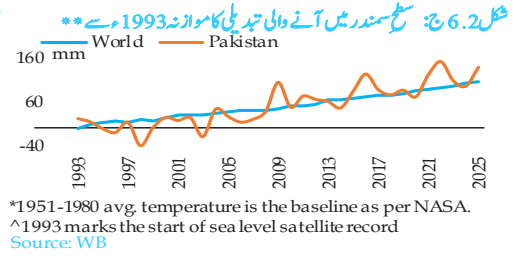 شکل 6.2 ج: سطح سمندر میں آنے والی تبدیلی کا موازنہ 1993ء سے **
World Pakistan
160 mm
60
-40
1993 1997 2001 2005 2009 2013 2017 2021 2025
*1951-1980 avg. temperature is the baseline as per NASA.
^1993 marks the start of sea level satellite record
Source: WB